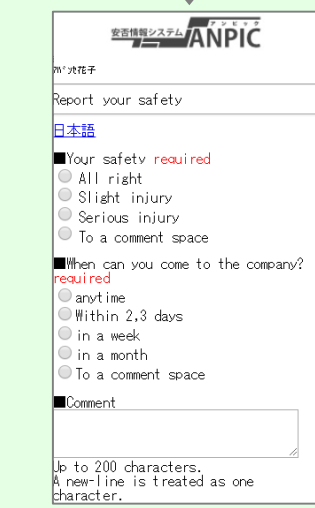 安否情報システム ANPIC
アンピック
ｱﾝﾋﾟｯｸ花子
Report your safety
日本語
■Your safety required
All right
Slight injury
Serious injury
To a comment space
■When can you come to the company?
required
anytime
Within 2,3 days
in a week
in a month
To a comment space
■Comment
Up to 200 characters.
A new-line is treated as one
character.